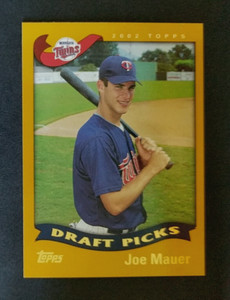 Twins
2002 TOPPS
DRAFT PICKS
Topps
Joe Mauer